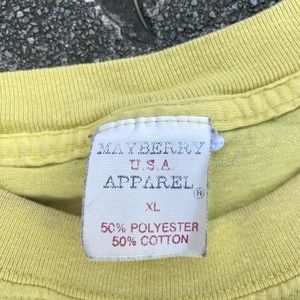 MAYBERRY
U.S.A
APPAREL ®
XL
50% POLYESTER
50% COTTON